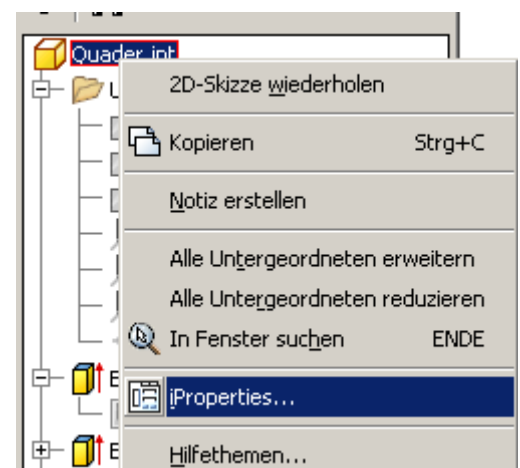 Quader.ipt
2D-Skizze wiederholen
Kopieren Strg+C
Notiz erstellen
Alle Untergeordneten erweitern
Alle Untergeordneten reduzieren
In Fenster suchen ENDE
iProperties...
Hilfethemen...